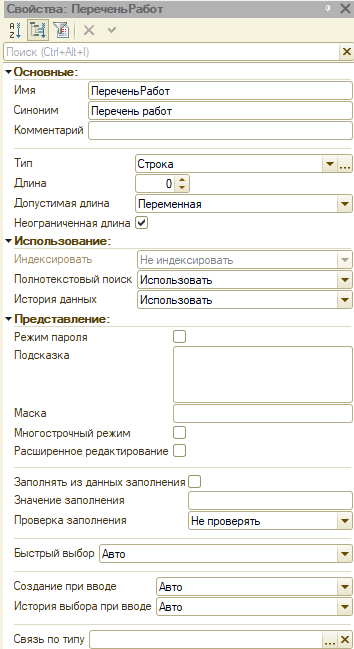 Свойства: ПереченьРабот
Поиск (Ctrl+Alt+I)
Основные:
Имя ПереченьРабот
Синоним Перечень работ
Комментарий
Тип Строка
Длина 0
Допустимая длина Переменная
Неограниченная длина
Использование:
Индексировать Не индексировать
Полнотекстовый поиск Использовать
История данных Использовать
Представление:
Режим пароля
Подсказка
Маска
Многострочный режим
Расширенное редактирование
Заполнять из данных заполнения
Значение заполнения
Проверка заполнения Не проверять
Быстрый выбор Авто
Создание при вводе Авто
История выбора при вводе Авто
Связь по типу